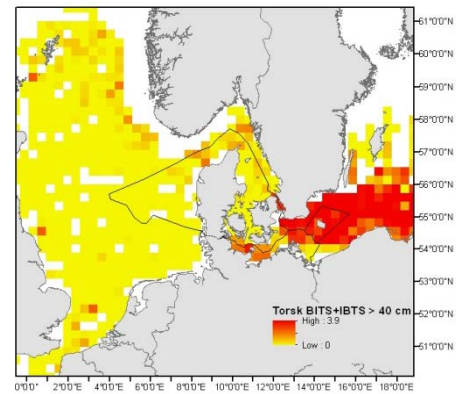 61°0'0"N
60°0'0"N
59°0'0"N
58°0'0"N
57°0'0"N
56°0'0"N
55°0'0"N
54°0'0"N
53°0'0"N
52°0'0"N
51°0'0"N
Torsk BITS+IBTS > 40 cm
High : 3.9
Low : 0
0°0'0" 2°0'0"E 4°0'0"E 6°0'0"E 8°0'0"E 10°0'0"E 12°0'0"E 14°0'0"E 16°0'0"E 18°0'0"E